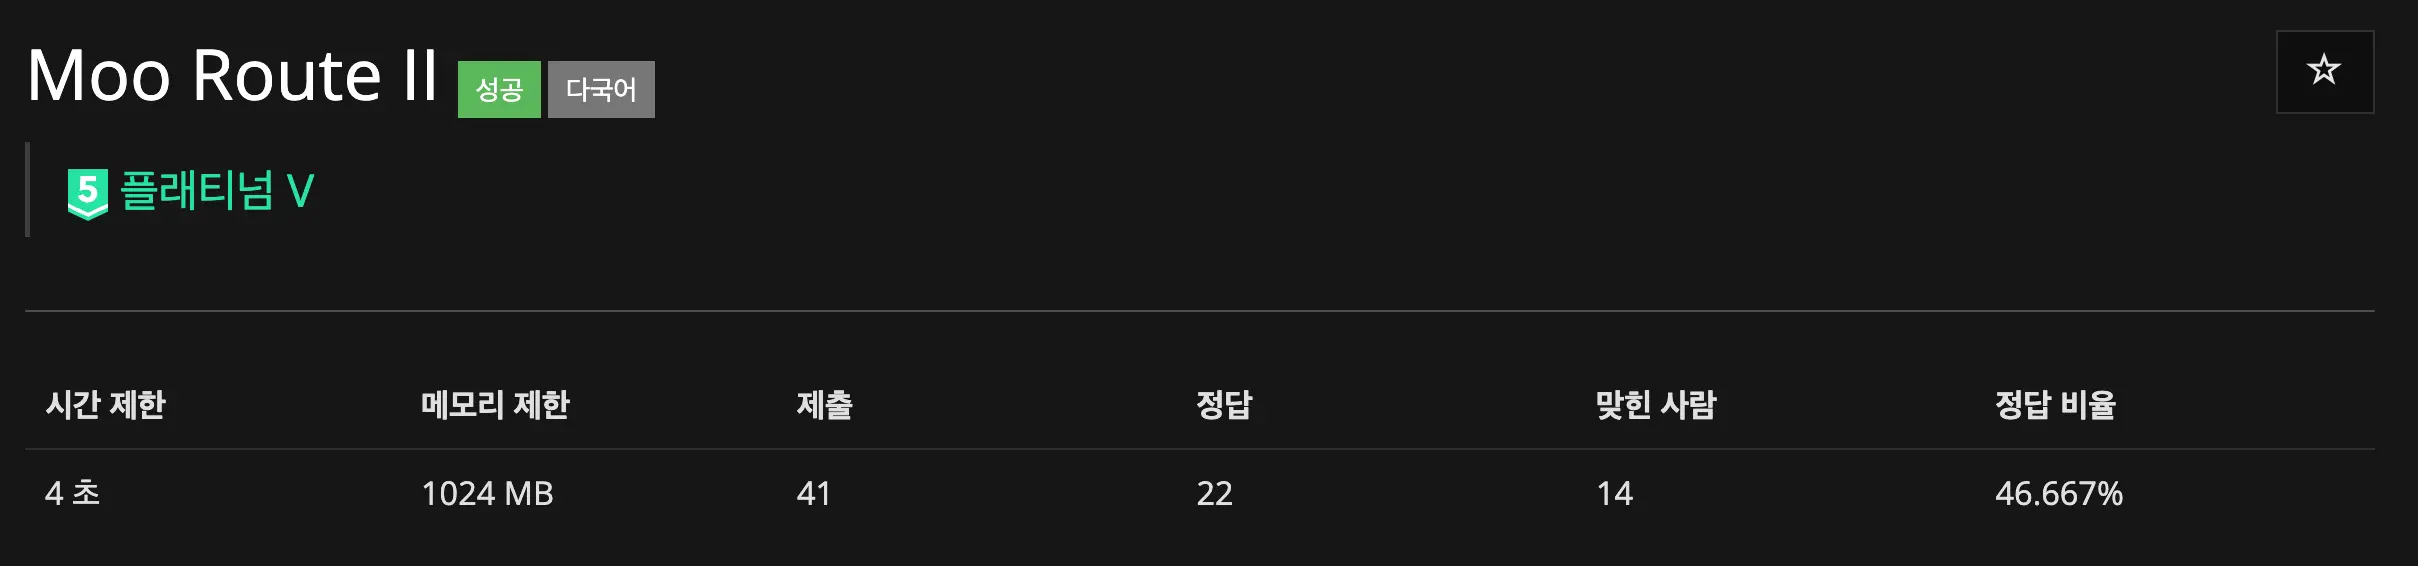 Moo Route II 성공 다국어
5 플래티넘 V
시간 제한 메모리 제한 제출 정답 맞힌 사람 정답 비율
4 초 1024 MB 41 22 14 46.667%